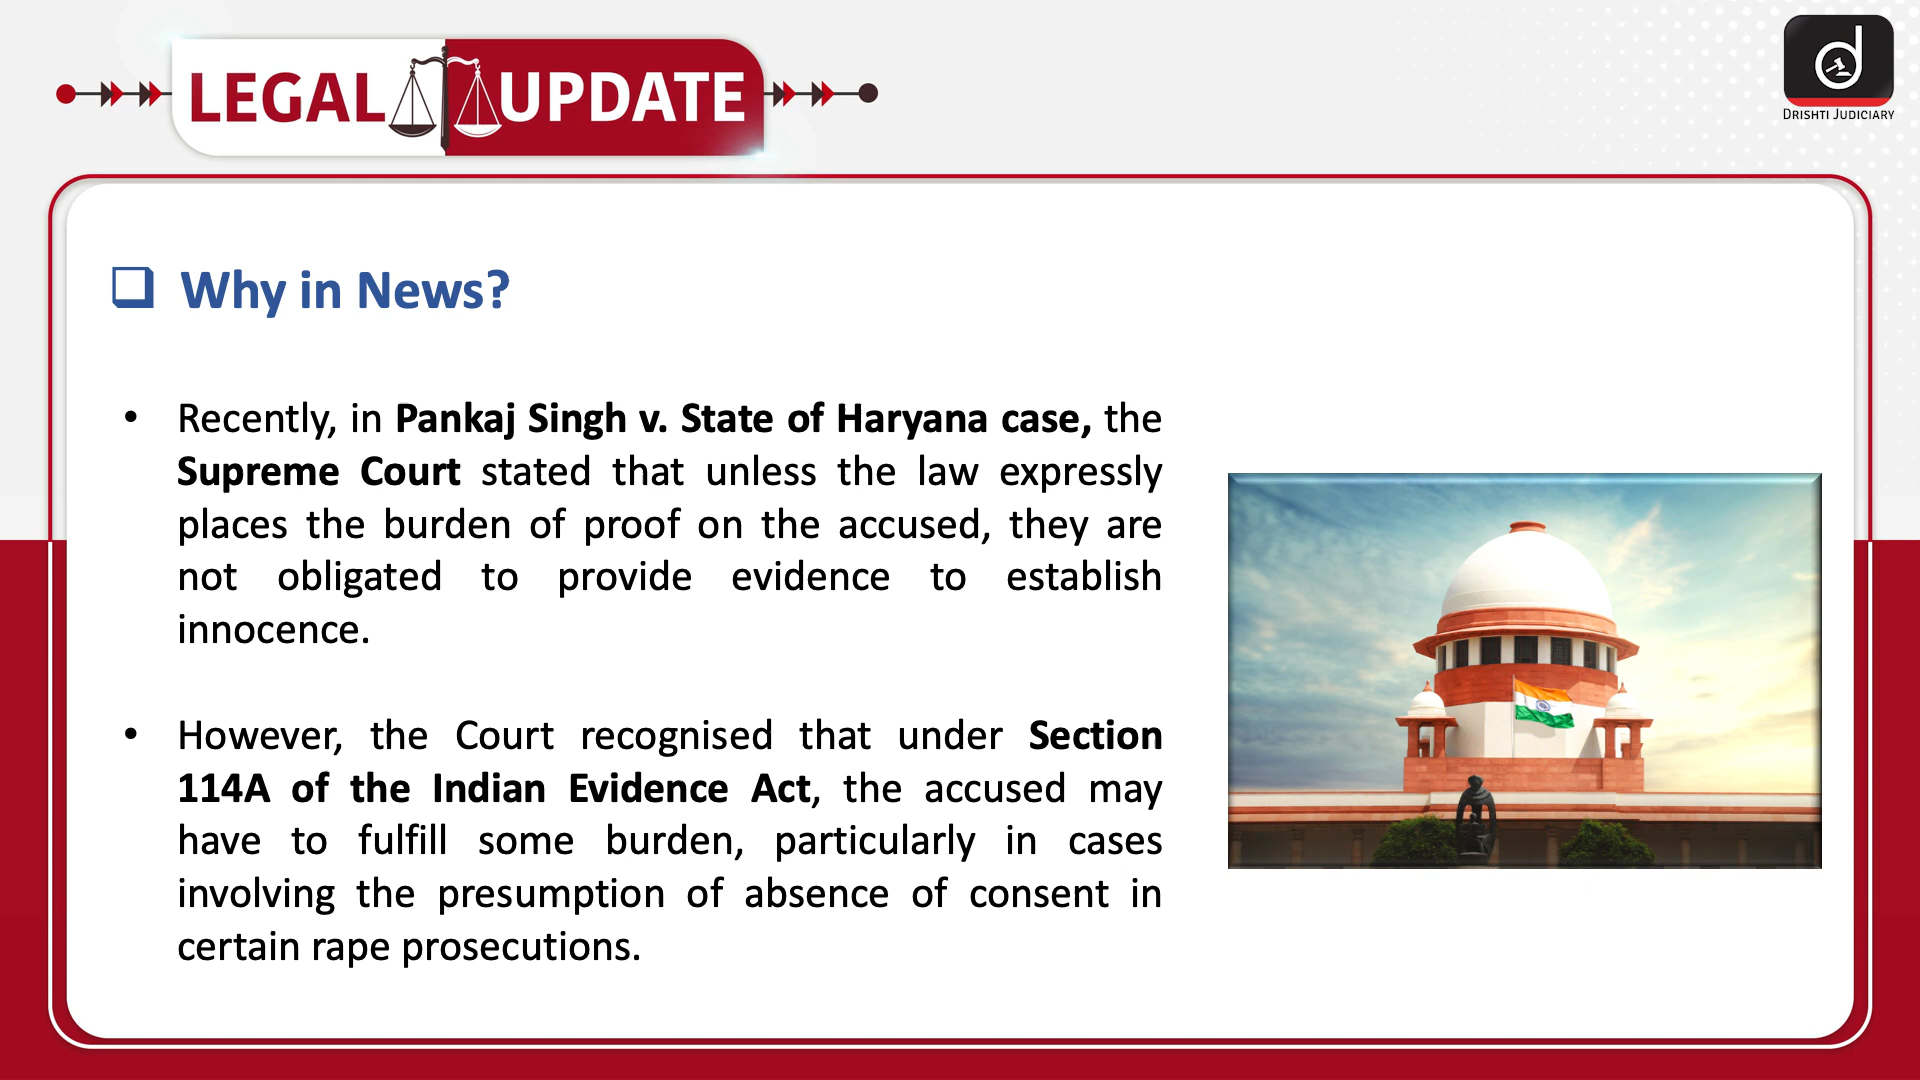 LEGAL UPDATE
DRISHTI JUDICIARY
Why in News?
• Recently, in Pankaj Singh v. State of Haryana case, the
Supreme Court stated that unless the law expressly
places the burden of proof on the accused, they are
not obligated to provide evidence to establish
innocence.
• However, the Court recognised that under Section
114A of the Indian Evidence Act, the accused may
have to fulfill some burden, particularly in cases
involving the presumption of absence of consent in
certain rape prosecutions.